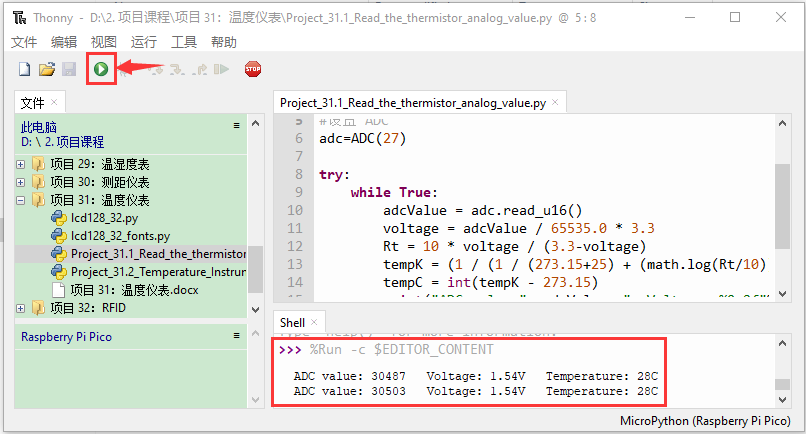 Thonny - D:\2. 项目课程\项目 31：温度仪表\Project_31.1_Read_the_thermistor_analog_value.py @ 5 : 8
文件 编辑 视图 运行 工具 帮助
STOP
文件
此电脑
D: \ 2. 项目课程
项目 29：温湿度表
项目 30：测距仪表
项目 31：温度仪表
lcd128_32.py
lcd128_32_fonts.py
Project_31.1_Read_the_thermistor
Project_31.2_Temperature_Instrum
项目 31：温度仪表.docx
项目 32：RFID
Raspberry Pi Pico
Project_31.1_Read_the_thermistor_analog_value.py
5 #设置 ADC
6 adc=ADC(27)
7
8 try:
9 while True:
10 adcValue = adc.read_u16()
11 voltage = adcValue / 65535.0 * 3.3
12 Rt = 10 * voltage / (3.3-voltage)
13 tempK = (1 / (1 / (273.15+25) + (math.log(Rt/10)
14 tempC = int(tempK - 273.15)
Shell
Type "help()" for more information.
>>> %Run -c $EDITOR_CONTENT
ADC value: 30487 Voltage: 1.54V Temperature: 28C
ADC value: 30503 Voltage: 1.54V Temperature: 28C
MicroPython (Raspberry Pi Pico)